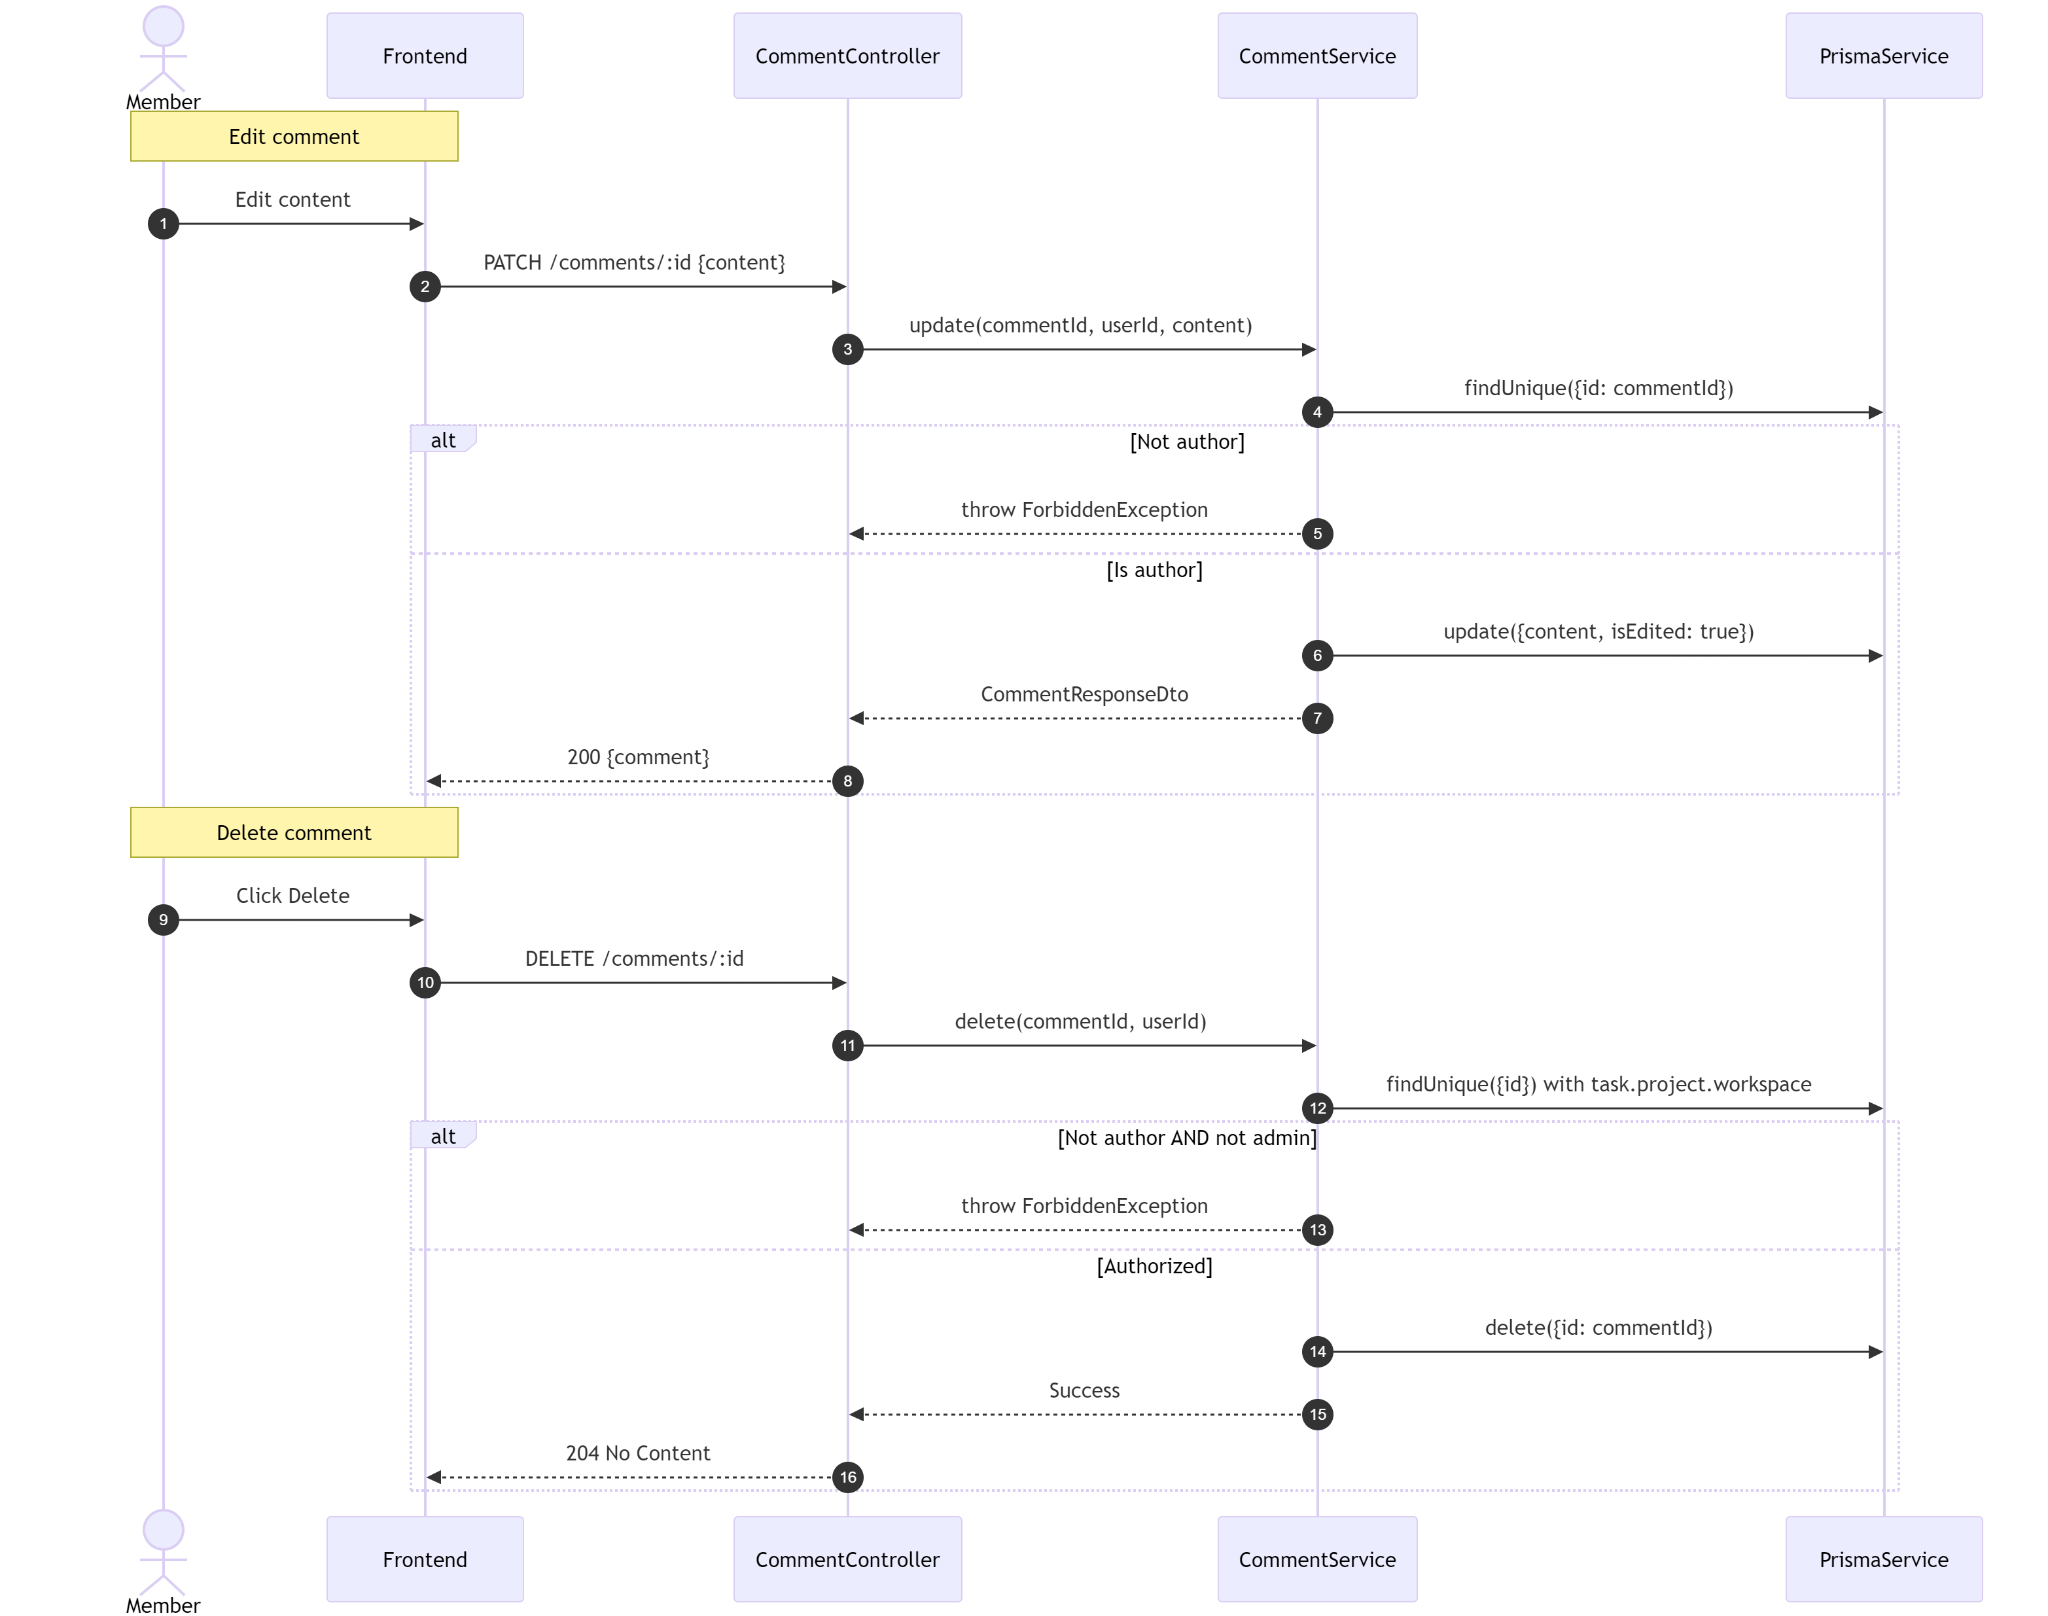 Member
Frontend
CommentController
CommentService
PrismaService
Edit comment
Edit content
1
PATCH /comments/:id {content}
2
update(commentId, userId, content)
3
findUnique({id: commentId})
4
alt
[Not author]
throw ForbiddenException
5
[Is author]
update({content, isEdited: true})
6
CommentResponseDto
7
200 {comment}
8
Delete comment
Click Delete
9
DELETE /comments/:id
10
delete(commentId, userId)
11
findUnique({id}) with task.project.workspace
12
alt
[Not author AND not admin]
throw ForbiddenException
13
[Authorized]
delete({id: commentId})
14
Success
15
204 No Content
16
Member
Frontend
CommentController
CommentService
PrismaService